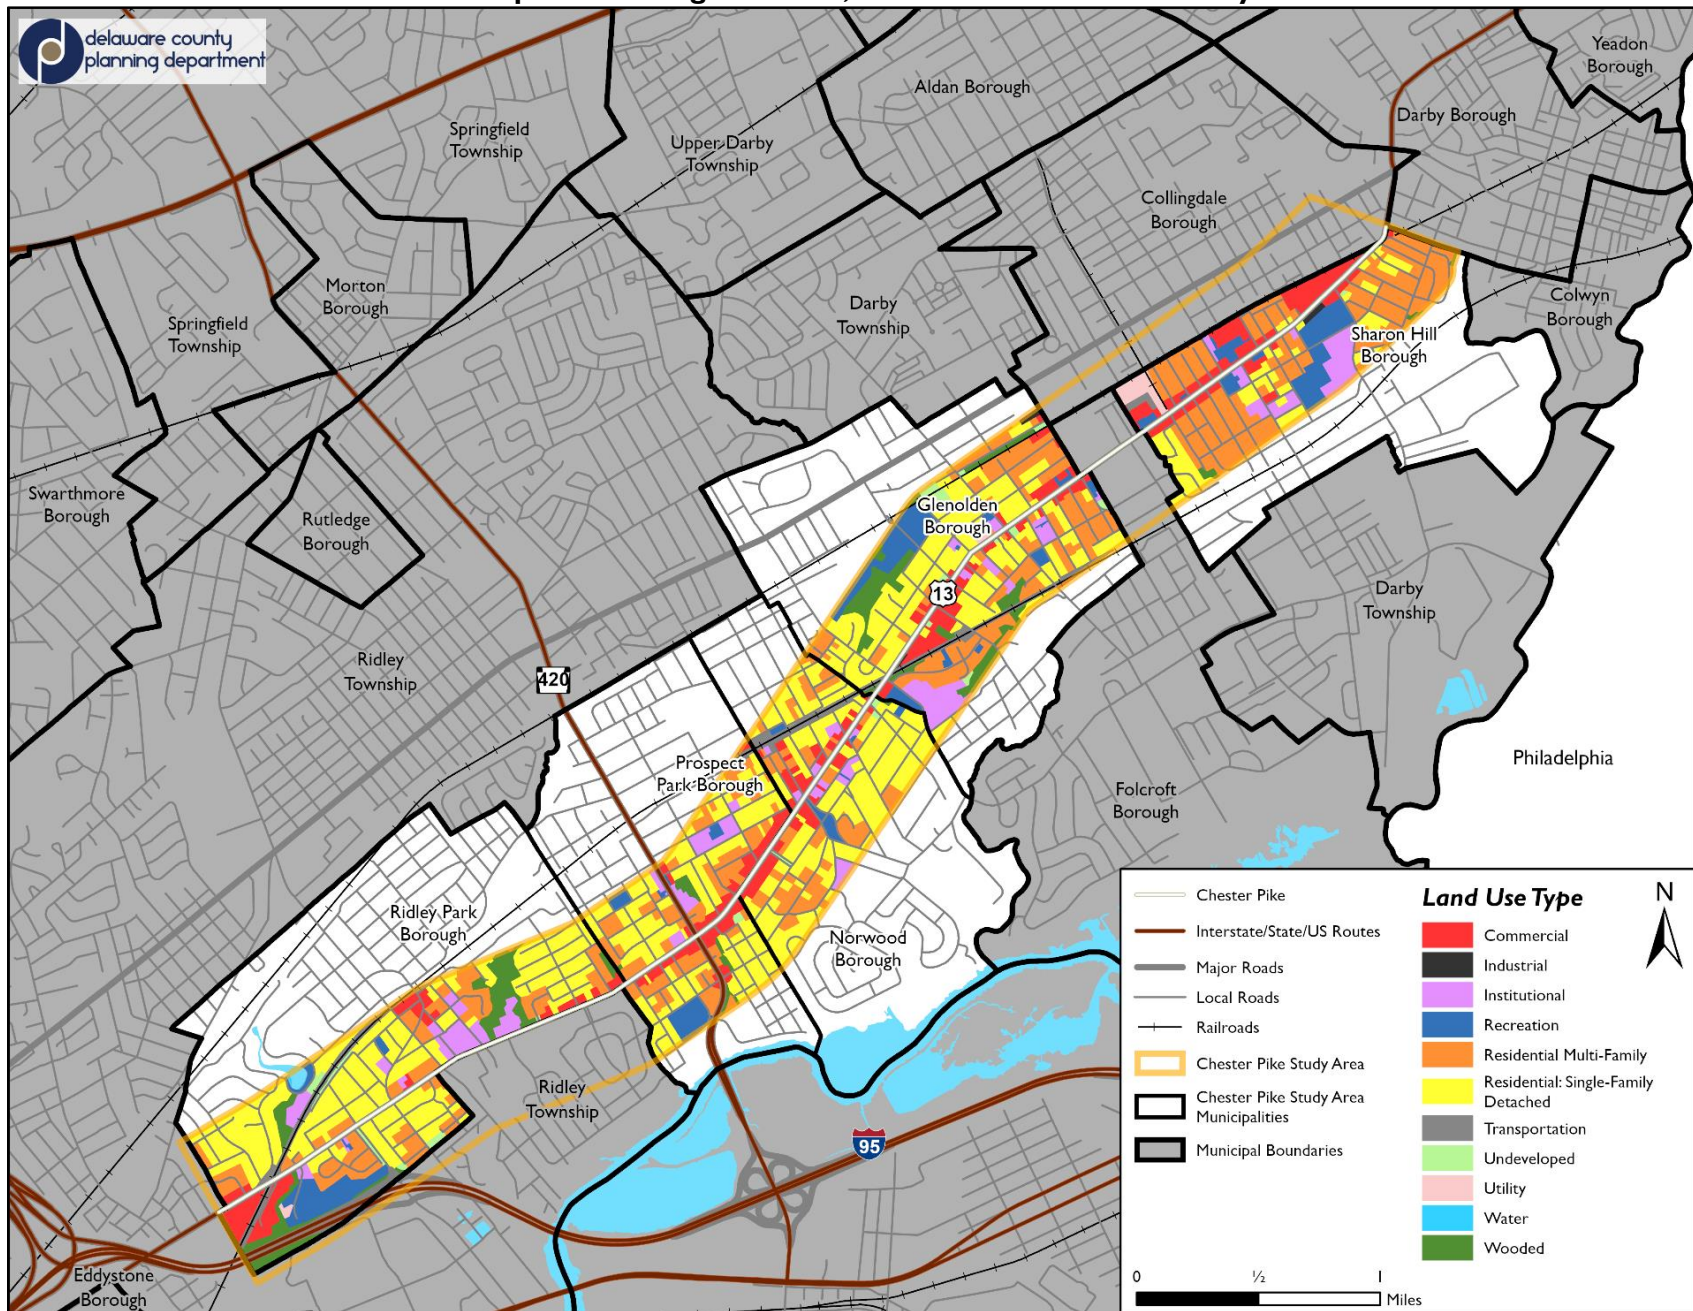 delaware county
planning department
Yeadon
Borough
Aldan Borough
Darby Borough
Springfield
Township
Upper Darby
Township
Collingdale
Borough
Morton
Borough
Springfield
Township
Darby
Township
Colwyn
Borough
Sharon Hill
Borough
Swarthmore
Borough
Rutledge
Borough
Glenolden
Borough
13
Darby
Township
Ridley
Township
420
Prospect
Park Borough
Philadelphia
Folcroft
Borough
Ridley Park
Borough
Norwood
Borough
Ridley
Township
95
Eddystone
Borough
Chester Pike
Interstate/State/US Routes
Major Roads
Local Roads
Railroads
Chester Pike Study Area
Chester Pike Study Area
Municipalities
Municipal Boundaries
Land Use Type
N
Commercial
Industrial
Institutional
Recreation
Residential Multi-Family
Residential: Single-Family
Detached
Transportation
Undeveloped
Utility
Water
Wooded
0 ½ 1
Miles